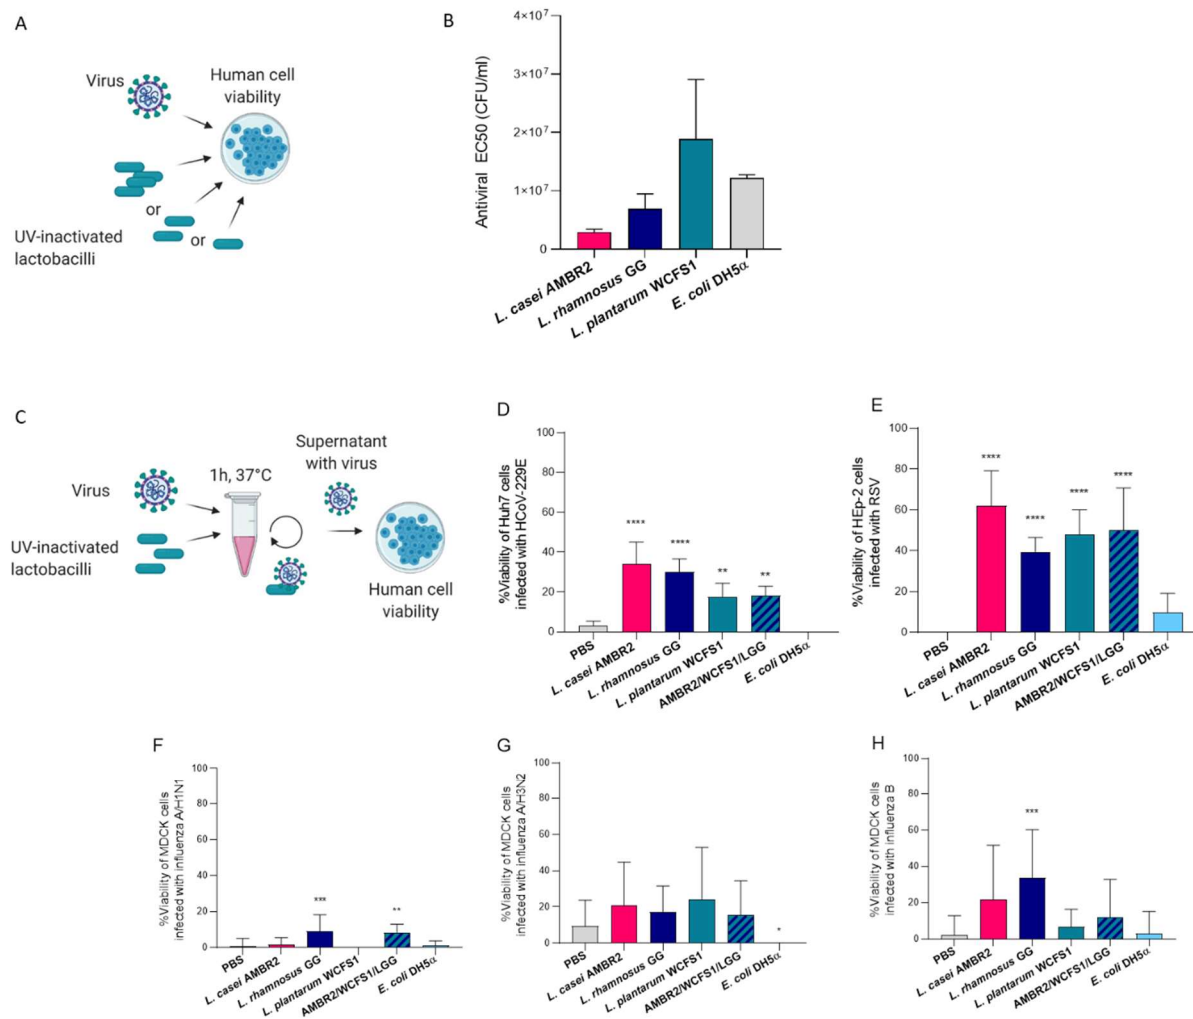 A
Virus
Human cell
viability
or
or
UV-inactivated
lactobacilli
B
Antiviral EC50 (CFU/ml)
4×10⁷
3×10⁷
2×10⁷
1×10⁷
0
L. casei AMBR2
L. rhamnosus GG
L. plantarum WCFS1
E. coli DH5α
C
Virus
UV-inactivated
lactobacilli
1h, 37°C
Supernatant
with virus
Human cell
viability
D
%Viability of Huh7 cells
infected with HCoV-229E
100
80
60
40
20
0
****
****
**
**
PBS
L. casei AMBR2
L. rhamnosus GG
L. plantarum WCFS1
AMBR2/WCFS1/LGG
E. coli DH5α
E
%Viability of HEp-2 cells
infected with RSV
100
80
60
40
20
0
****
****
****
****
PBS
L. casei AMBR2
L. rhamnosus GG
L. plantarum WCFS1
AMBR2/WCFS1/LGG
E. coli DH5α
F
%Viability of MDCK cells
infected with influenza A/H1N1
100
80
60
40
20
0
***
**
PBS
L. casei AMBR2
L. rhamnosus GG
L. plantarum WCFS1
AMBR2/WCFS1/LGG
E. coli DH5α
G
%Viability of MDCK cells
infected with influenza A/H3N2
100
80
60
40
20
0
*
PBS
L. casei AMBR2
L. rhamnosus GG
L. plantarum WCFS1
AMBR2/WCFS1/LGG
E. coli DH5α
H
%Viability of MDCK cells
infected with influenza B
100
80
60
40
20
0
***
PBS
L. casei AMBR2
L. rhamnosus GG
L. plantarum WCFS1
AMBR2/WCFS1/LGG
E. coli DH5α